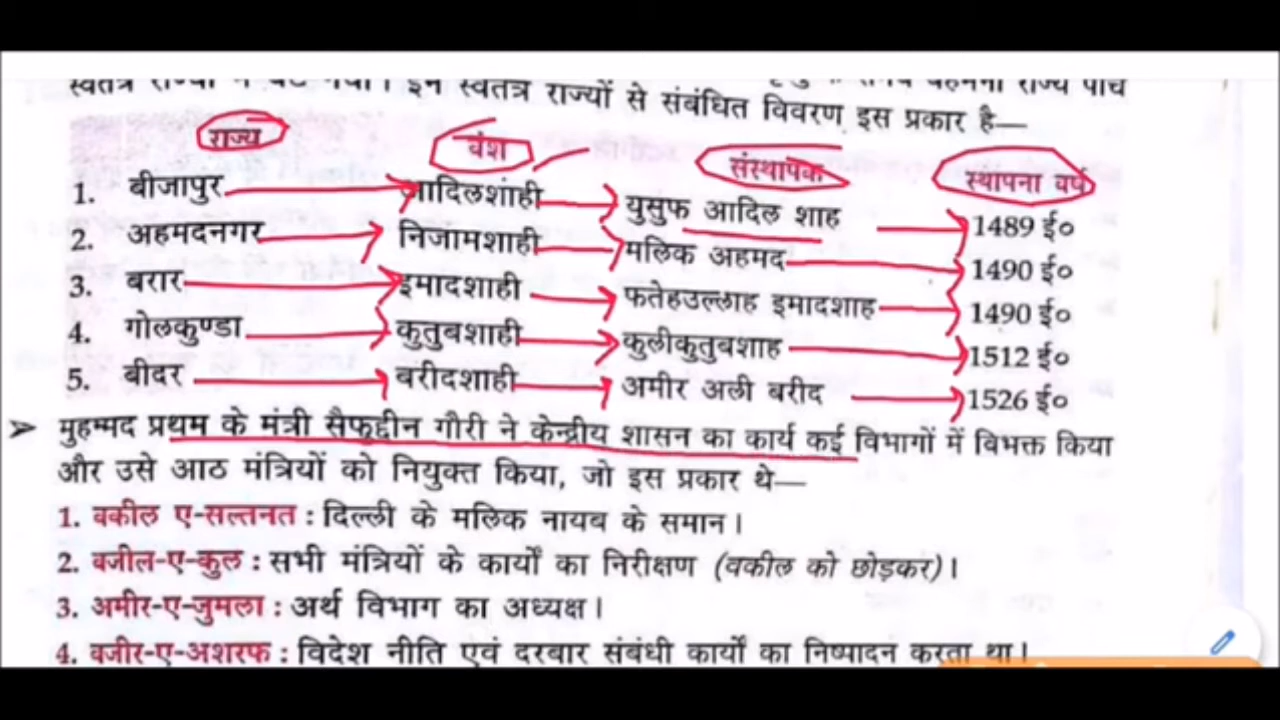 स्वतंत्र राज्यों में बँट गया। इन स्वतंत्र राज्यों से संबंधित विवरण इस प्रकार है—
राज्य वंश संस्थापक स्थापना वर्ष
1. बीजापुर आदिलशाही युसुफ आदिल शाह 1489 ई०
2. अहमदनगर निजामशाही मलिक अहमद 1490 ई०
3. बरार इमादशाही फतेहउल्लाह इमादशाह 1490 ई०
4. गोलकुण्डा कुतुबशाही कुलीकुतुबशाह 1512 ई०
5. बीदर बरीदशाही अमीर अली बरीद 1526 ई०
➤ मुहम्मद प्रथम के मंत्री सैफुद्दीन गौरी ने केन्द्रीय शासन का कार्य कई विभागों में विभक्त किया
और उसे आठ मंत्रियों को नियुक्त किया, जो इस प्रकार थे—
1. वकील ए-सल्तनत : दिल्ली के मलिक नायब के समान।
2. वजील-ए-कुल : सभी मंत्रियों के कार्यों का निरीक्षण (वकील को छोड़कर)।
3. अमीर-ए-जुमला : अर्थ विभाग का अध्यक्ष।
4. वजीर-ए-अशरफ : विदेश नीति एवं दरबार संबंधी कार्यों का निष्पादन करता था।